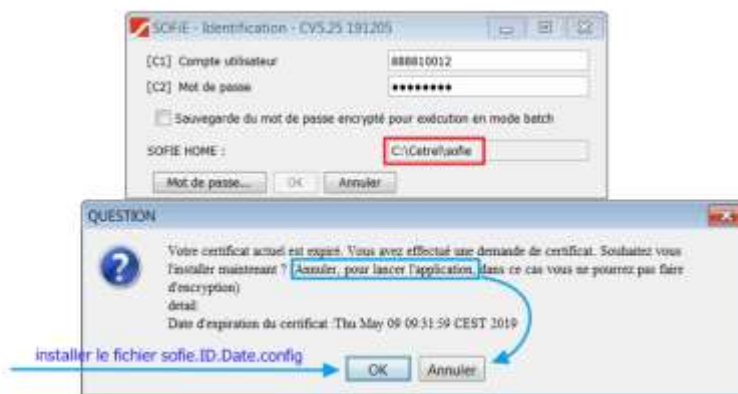 SOFiE - Identification - CV5.25 191205
[C1] Compte utilisateur
888810012
[C2] Mot de passe
●●●●●●●●
Sauvegarde du mot de passe encrypté pour exécution en mode batch
SOFIE HOME :
C:\Cetrel\sofie
Mot de passe...
OK
Annuler
QUESTION
Votre certificat actuel est expiré. Vous avez effectué une demande de certificat. Souhaitez vous
l'installer maintenant ? (Annuler, pour lancer l'application, dans ce cas vous ne pourrez pas faire
d'encryption)
detail:
Date d'expiration du certificat :Thu May 09 09:31:59 CEST 2019
installer le fichier sofie.ID.Date.config
OK
Annuler